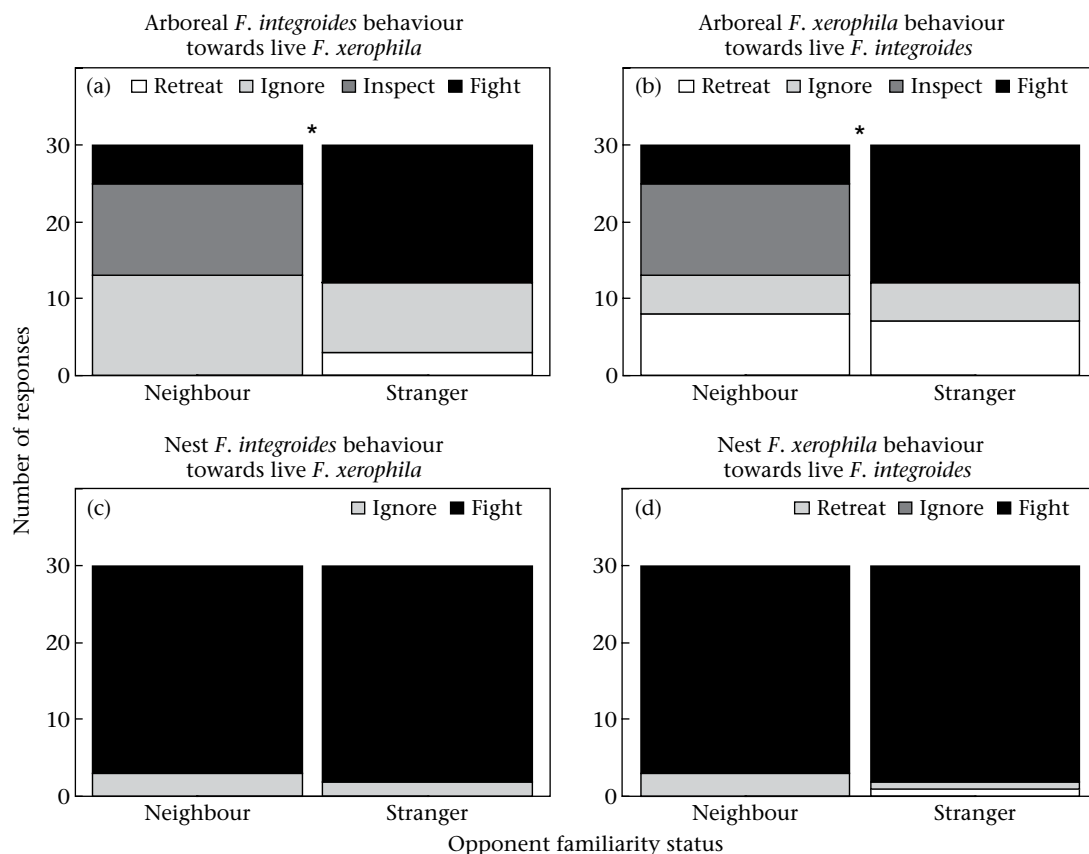 Arboreal F. integroides behaviour
towards live F. xerophila
(a) Retreat Ignore Inspect Fight
*
30
20
10
0
Neighbour Stranger
Arboreal F. xerophila behaviour
towards live F. integroides
(b) Retreat Ignore Inspect Fight
*
30
20
10
0
Neighbour Stranger
Number of responses
Nest F. integroides behaviour
towards live F. xerophila
(c) Ignore Fight
30
20
10
0
Neighbour Stranger
Nest F. xerophila behaviour
towards live F. integroides
(d) Retreat Ignore Fight
30
20
10
0
Neighbour Stranger
Opponent familiarity status